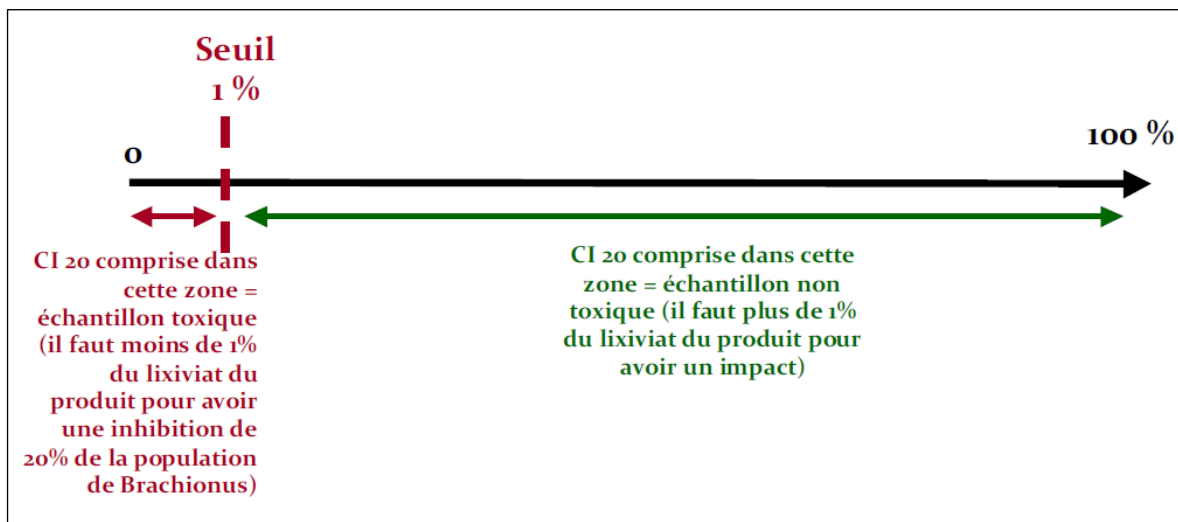 Seuil
1 %
0
100 %
CI 20 comprise dans
cette zone =
échantillon toxique
(il faut moins de 1%
du lixiviat du
produit pour avoir
une inhibition de
20% de la population
de Brachionus)
CI 20 comprise dans cette
zone = échantillon non
toxique (il faut plus de 1%
du lixiviat du produit pour
avoir un impact)